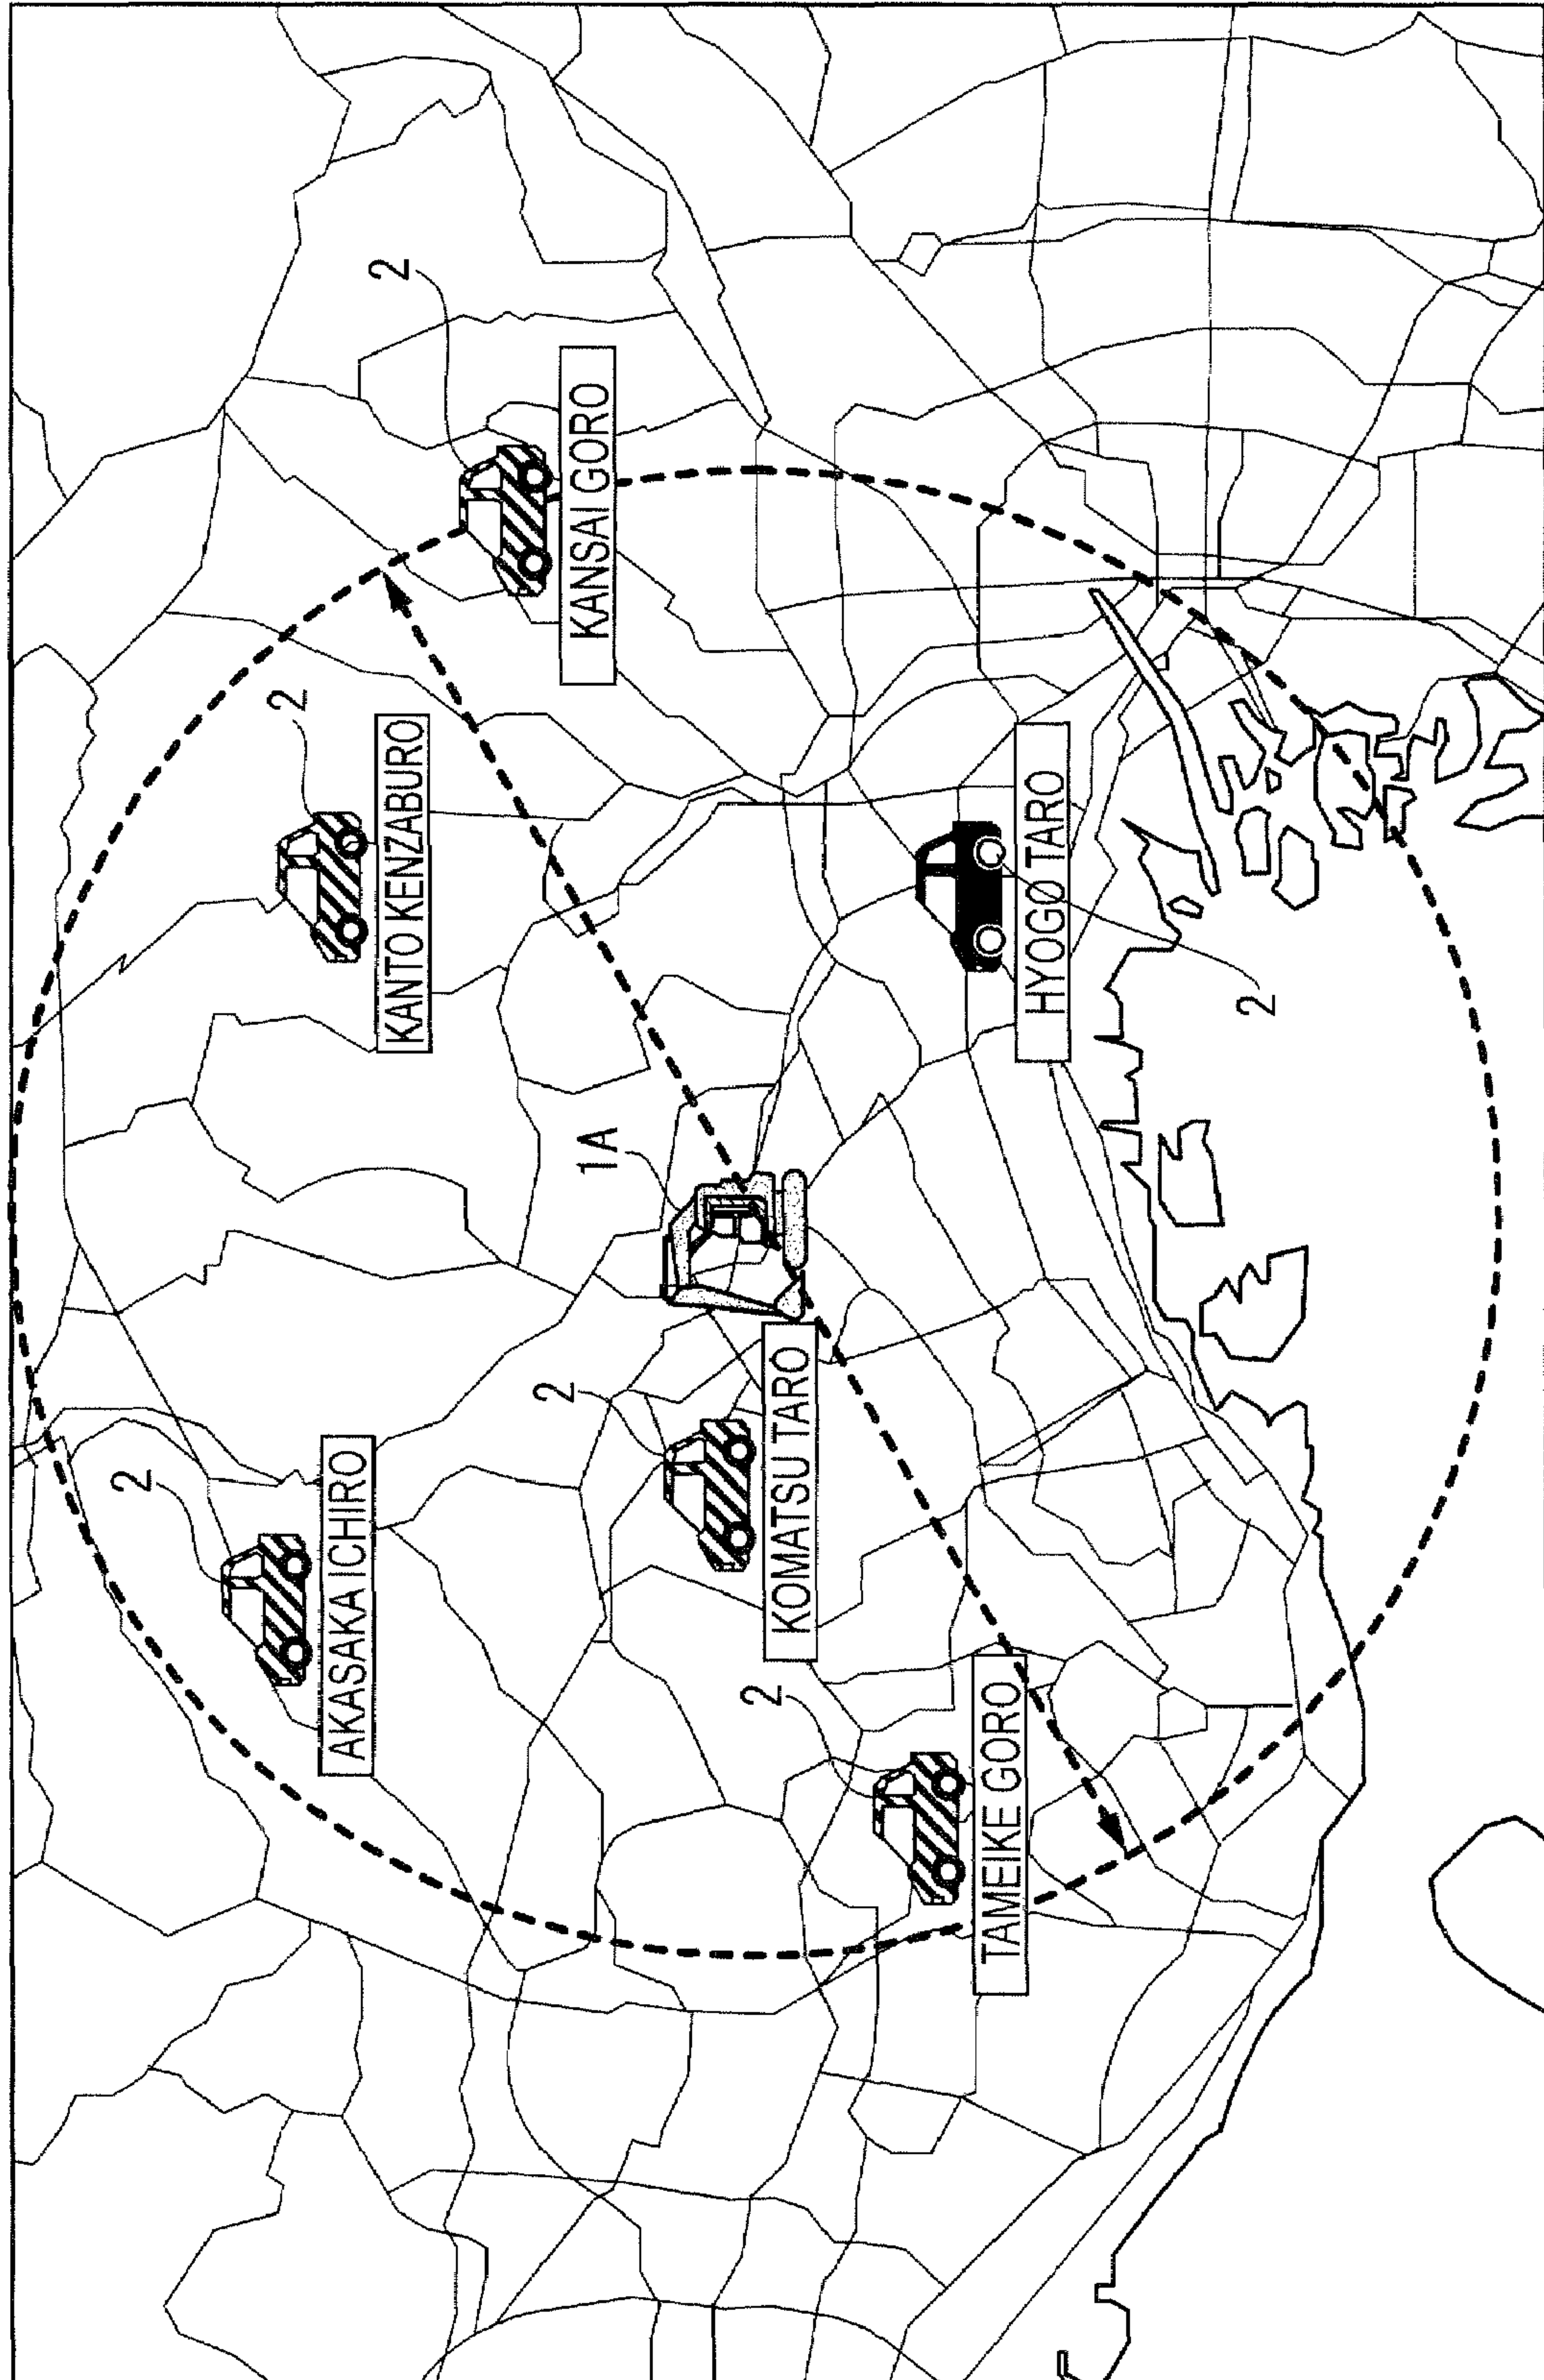 2
AKASAKA ICHIRO
2
KANTO KENZABURO
2
KANSAI GORO
1A
2
KOMATSU TARO
2
TAMEIKE GORO
HYOGO TARO
2